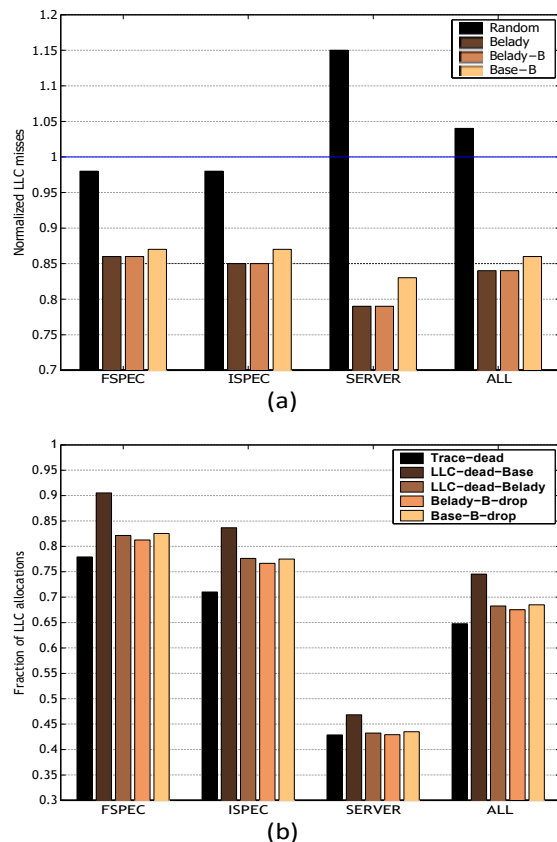 1.2
1.15
1.1
1.05
1
0.95
0.9
0.85
0.8
0.75
0.7
Normalized LLC misses
Random
Belady
Belady−B
Base−B
FSPEC ISPEC SERVER ALL
(a)
1
0.95
0.9
0.85
0.8
0.75
0.7
0.65
0.6
0.55
0.5
0.45
0.4
0.35
0.3
Fraction of LLC allocations
Trace−dead
LLC−dead−Base
LLC−dead−Belady
Belady−B−drop
Base−B−drop
FSPEC ISPEC SERVER ALL
(b)